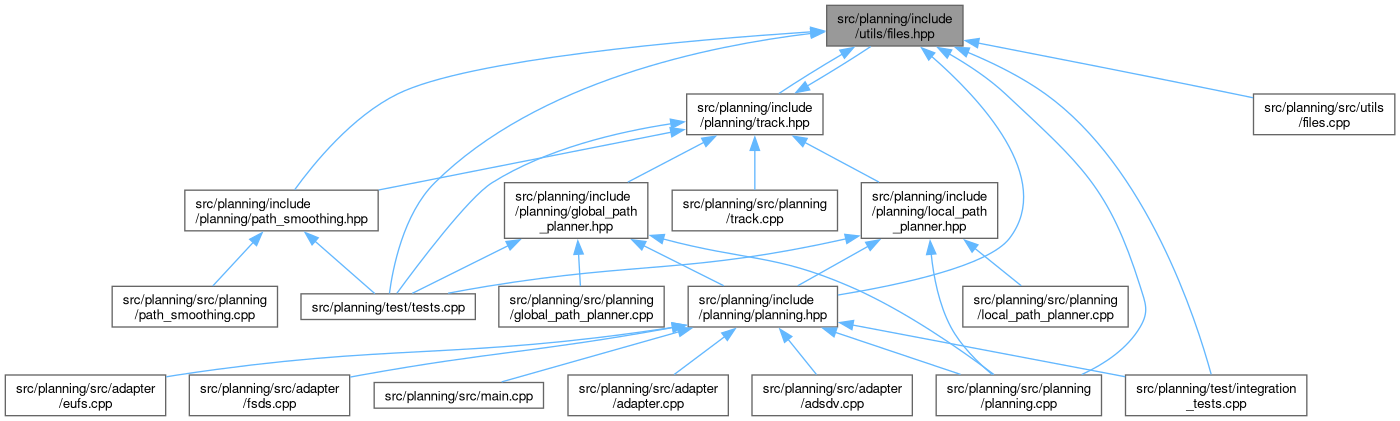 src/planning/include
/utils/files.hpp
src/planning/include
/planning/track.hpp
src/planning/src/utils
/files.cpp
src/planning/include
/planning/path_smoothing.hpp
src/planning/include
/planning/global_path
_planner.hpp
src/planning/src/planning
/track.cpp
src/planning/include
/planning/local_path
_planner.hpp
src/planning/src/planning
/path_smoothing.cpp
src/planning/test/tests.cpp
src/planning/src/planning
/global_path_planner.cpp
src/planning/include
/planning/planning.hpp
src/planning/src/planning
/local_path_planner.cpp
src/planning/src/adapter
/eufs.cpp
src/planning/src/adapter
/fsds.cpp
src/planning/src/main.cpp
src/planning/src/adapter
/adapter.cpp
src/planning/src/adapter
/adsdv.cpp
src/planning/src/planning
/planning.cpp
src/planning/test/integration
_tests.cpp